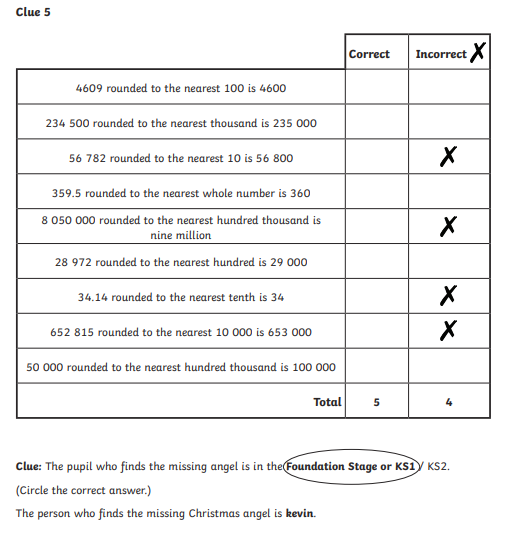 Clue 5
Correct Incorrect ✗
4609 rounded to the nearest 100 is 4600
234 500 rounded to the nearest thousand is 235 000
56 782 rounded to the nearest 10 is 56 800 ✗
359.5 rounded to the nearest whole number is 360
8 050 000 rounded to the nearest hundred thousand is
nine million ✗
28 972 rounded to the nearest hundred is 29 000
34.14 rounded to the nearest tenth is 34 ✗
652 815 rounded to the nearest 10 000 is 653 000 ✗
50 000 rounded to the nearest hundred thousand is 100 000
Total 5 4
Clue: The pupil who finds the missing angel is in the Foundation Stage or KS1 / KS2.
(Circle the correct answer.)
The person who finds the missing Christmas angel is kevin.